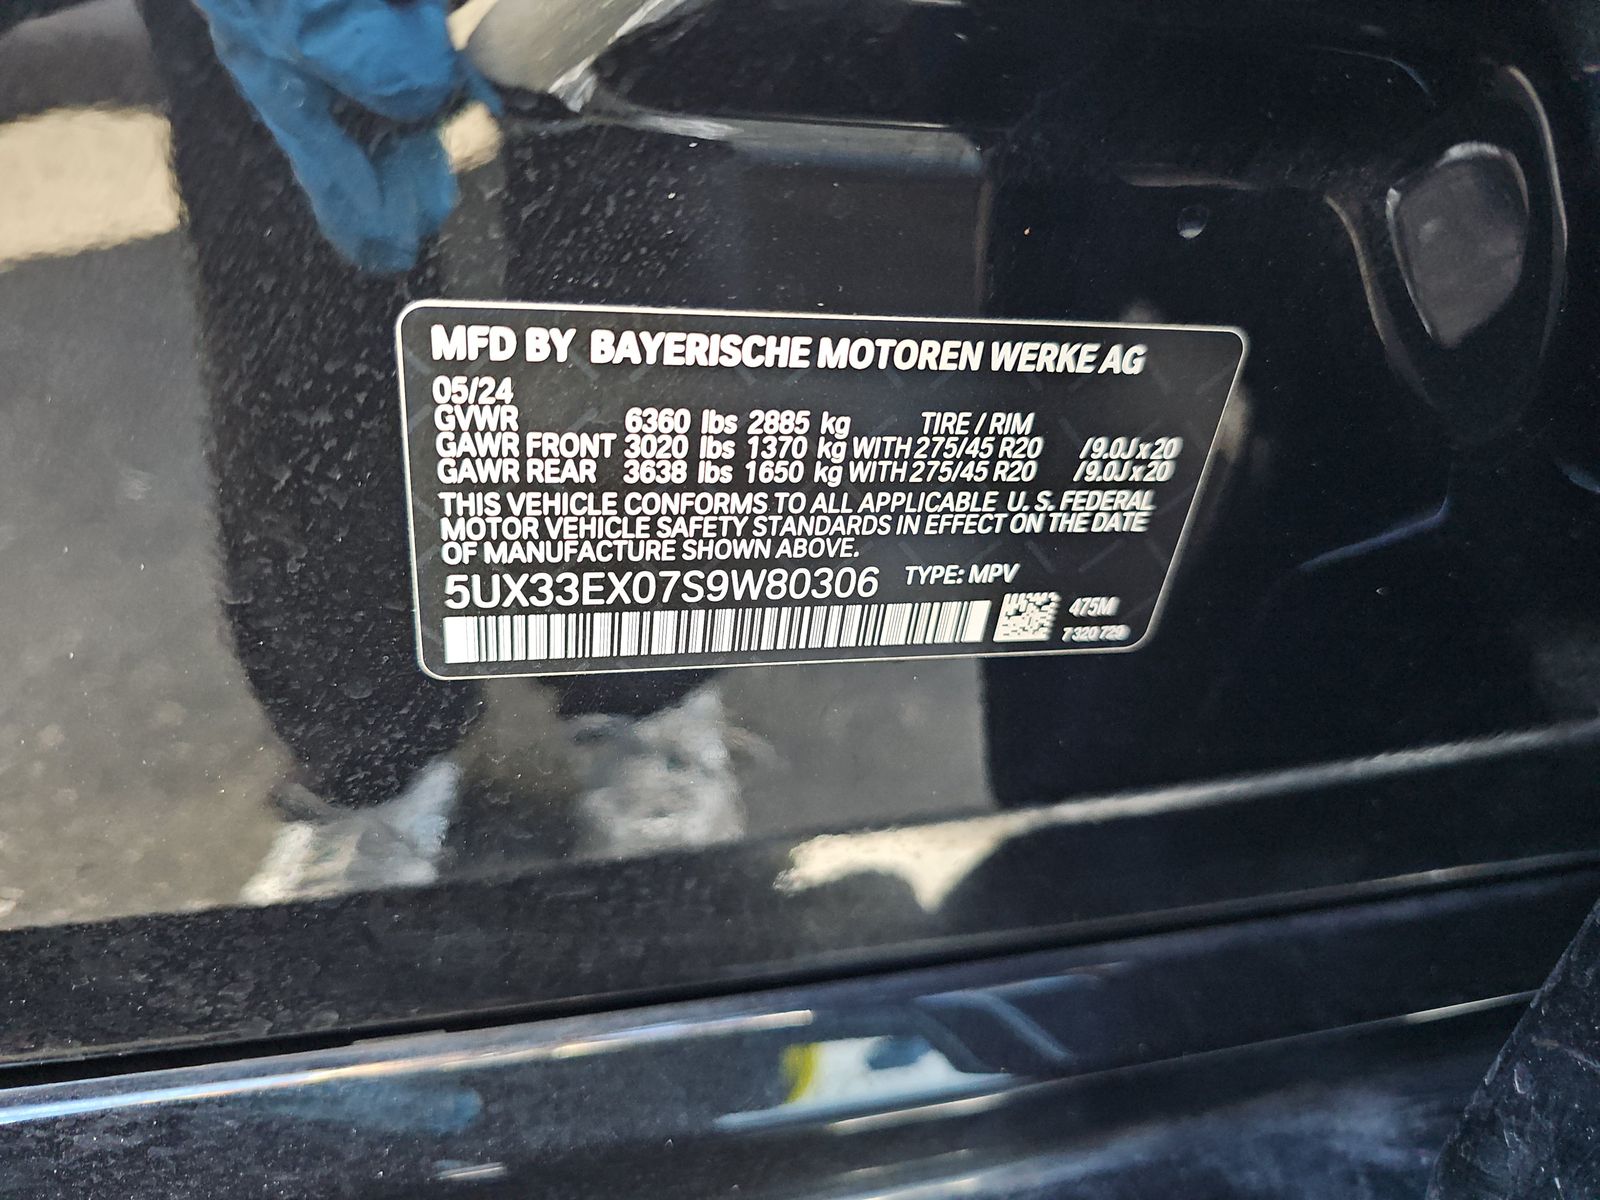 MFD BY BAYERISCHE MOTOREN WERKE AG
05/24
GVWR 6360 lbs 2885 kg TIRE / RIM
GAWR FRONT 3020 lbs 1370 kg WITH 275/45 R20 / 9.0J x 20
GAWR REAR 3638 lbs 1650 kg WITH 275/45 R20 / 9.0J x 20
THIS VEHICLE CONFORMS TO ALL APPLICABLE U. S. FEDERAL
MOTOR VEHICLE SAFETY STANDARDS IN EFFECT ON THE DATE
OF MANUFACTURE SHOWN ABOVE.
5UX33EX07S9W80306 TYPE: MPV
475M
7 320 729